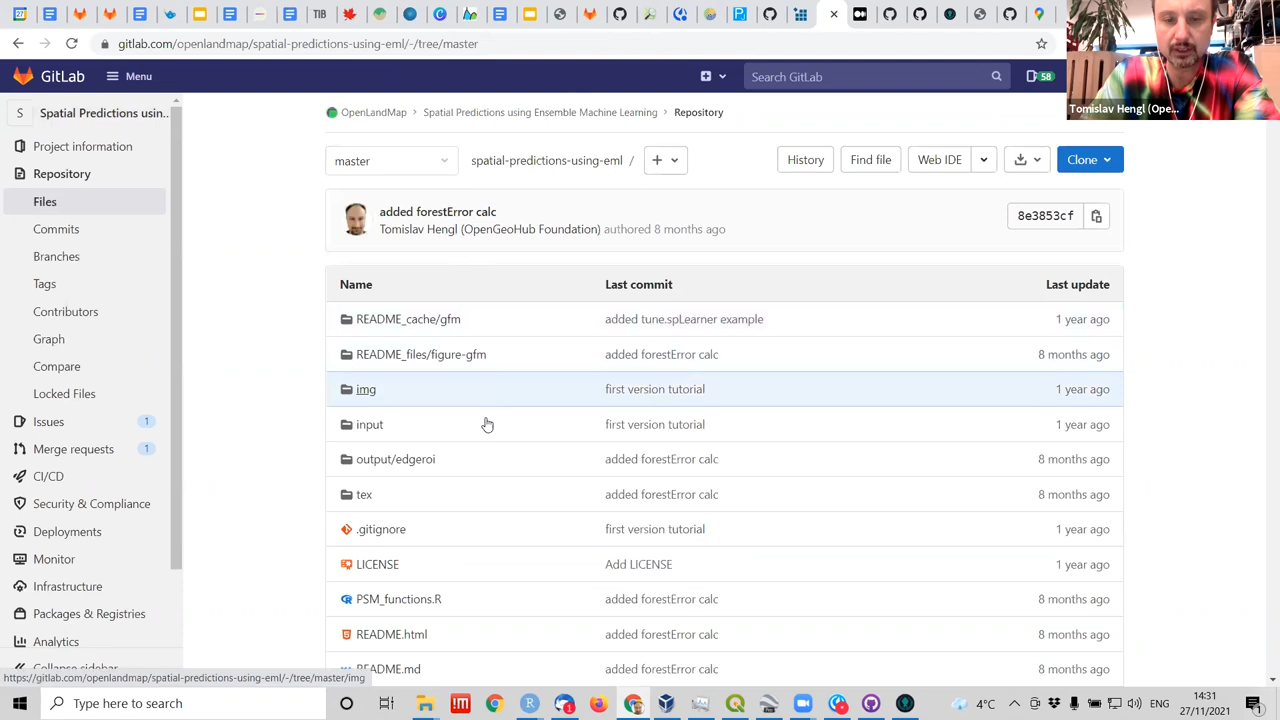 gitlab.com/openlandmap/spatial-predictions-using-eml/-/tree/master
GitLab
Menu
Search GitLab
58
Tomislav Hengl (Ope...
S
Spatial Predictions usin...
Project information
Repository
Files
Commits
Branches
Tags
Contributors
Graph
Compare
Locked Files
Issues 1
Merge requests 1
CI/CD
Security & Compliance
Deployments
Monitor
Infrastructure
Packages & Registries
Analytics
Collapse sidebar
OpenLandMap > Spatial Predictions using Ensemble Machine Learning > Repository
master
spatial-predictions-using-eml /
History
Find file
Web IDE
Clone
added forestError calc
Tomislav Hengl (OpenGeoHub Foundation) authored 8 months ago
8e3853cf
Name Last commit Last update
README_cache/gfm added tune.spLearner example 1 year ago
README_files/figure-gfm added forestError calc 8 months ago
img first version tutorial 1 year ago
input first version tutorial 1 year ago
output/edgeroi added forestError calc 8 months ago
tex added forestError calc 8 months ago
.gitignore first version tutorial 1 year ago
LICENSE Add LICENSE 1 year ago
PSM_functions.R added forestError calc 8 months ago
README.html added forestError calc 8 months ago
README.md added forestError calc 8 months ago
https://gitlab.com/openlandmap/spatial-predictions-using-eml/-/tree/master/img
Type here to search
4°C
ENG
14:31
27/11/2021